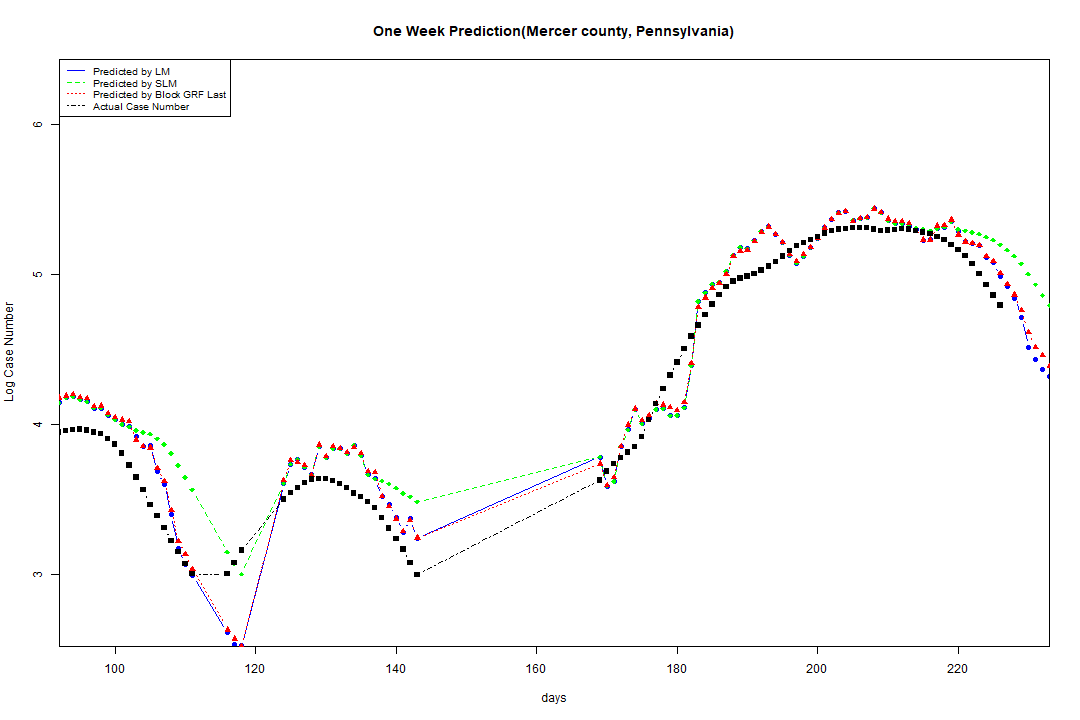 One Week Prediction(Mercer county, Pennsylvania)
Predicted by LM
Predicted by SLM
Predicted by Block GRF Last
Actual Case Number
6
5
4
3
Log Case Number
100 120 140 160 180 200 220
days